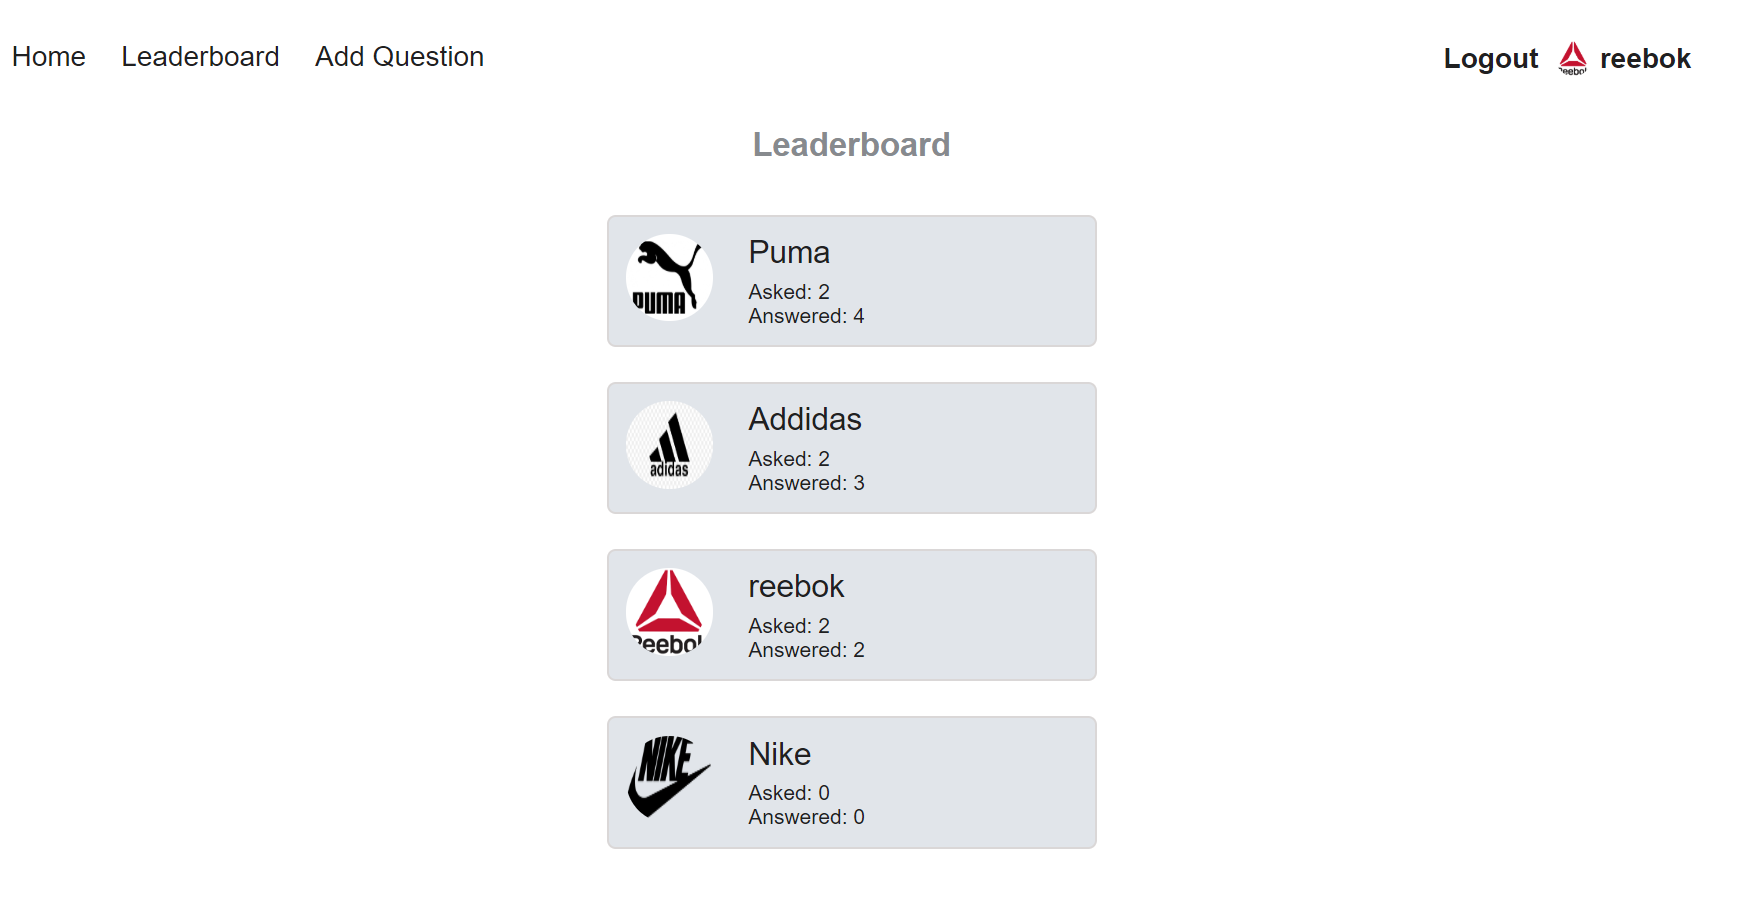 Home Leaderboard Add Question Logout Reebok reebok
Leaderboard
PUMA
Puma
Asked: 2
Answered: 4
adidas
Addidas
Asked: 2
Answered: 3
Reebok
reebok
Asked: 2
Answered: 2
NIKE
Nike
Asked: 0
Answered: 0